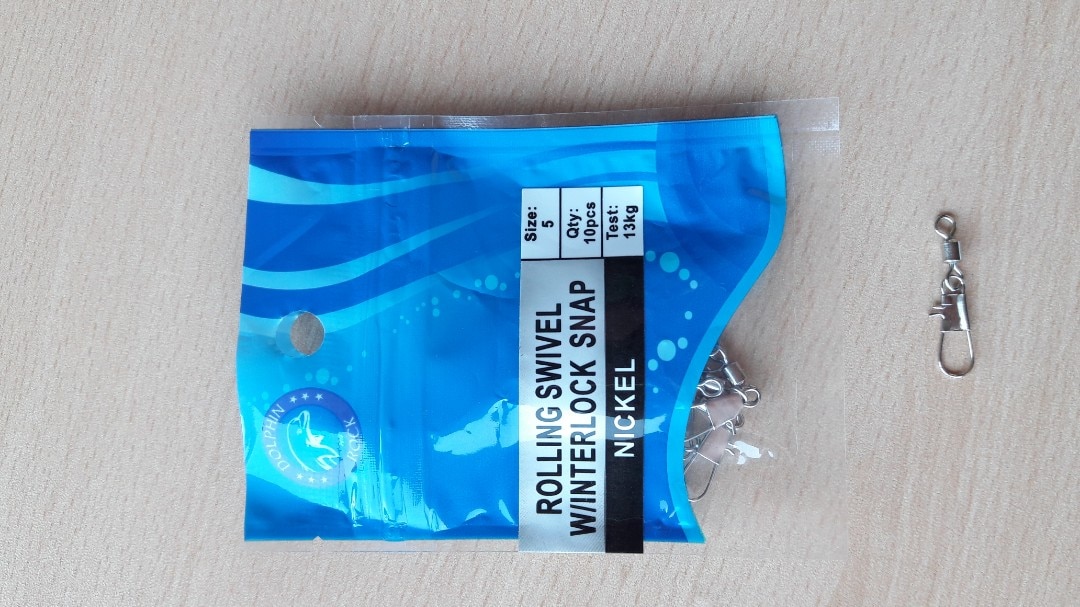 DOLPHIN
ROCK
ROLLING SWIVEL
W/INTERLOCK SNAP
NICKEL
Size:
5
Qty:
10pcs
Test:
13kg